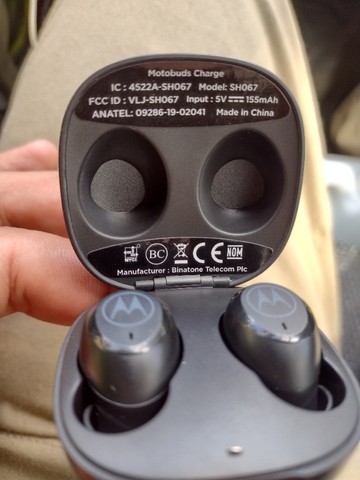 Motobuds Charge
IC : 4522A-SH067 Model: SH067
FCC ID : VLJ-SH067 Input : 5V 155mAh
ANATEL: 09286-19-02041 Made in China
BC CE NOM
Manufacturer : Binatone Telecom Plc